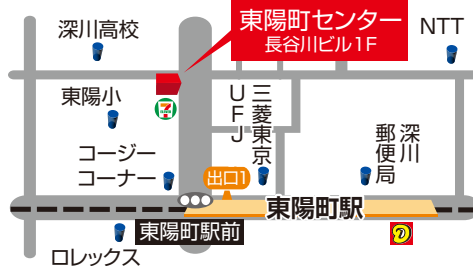 深川高校
東陽町センター
長谷川ビル1F
NTT
東陽小
7
三菱東京
UFJ
深川
郵便局
コージー
コーナー
出口1
東陽町駅
東陽町駅前
D
ロレックス